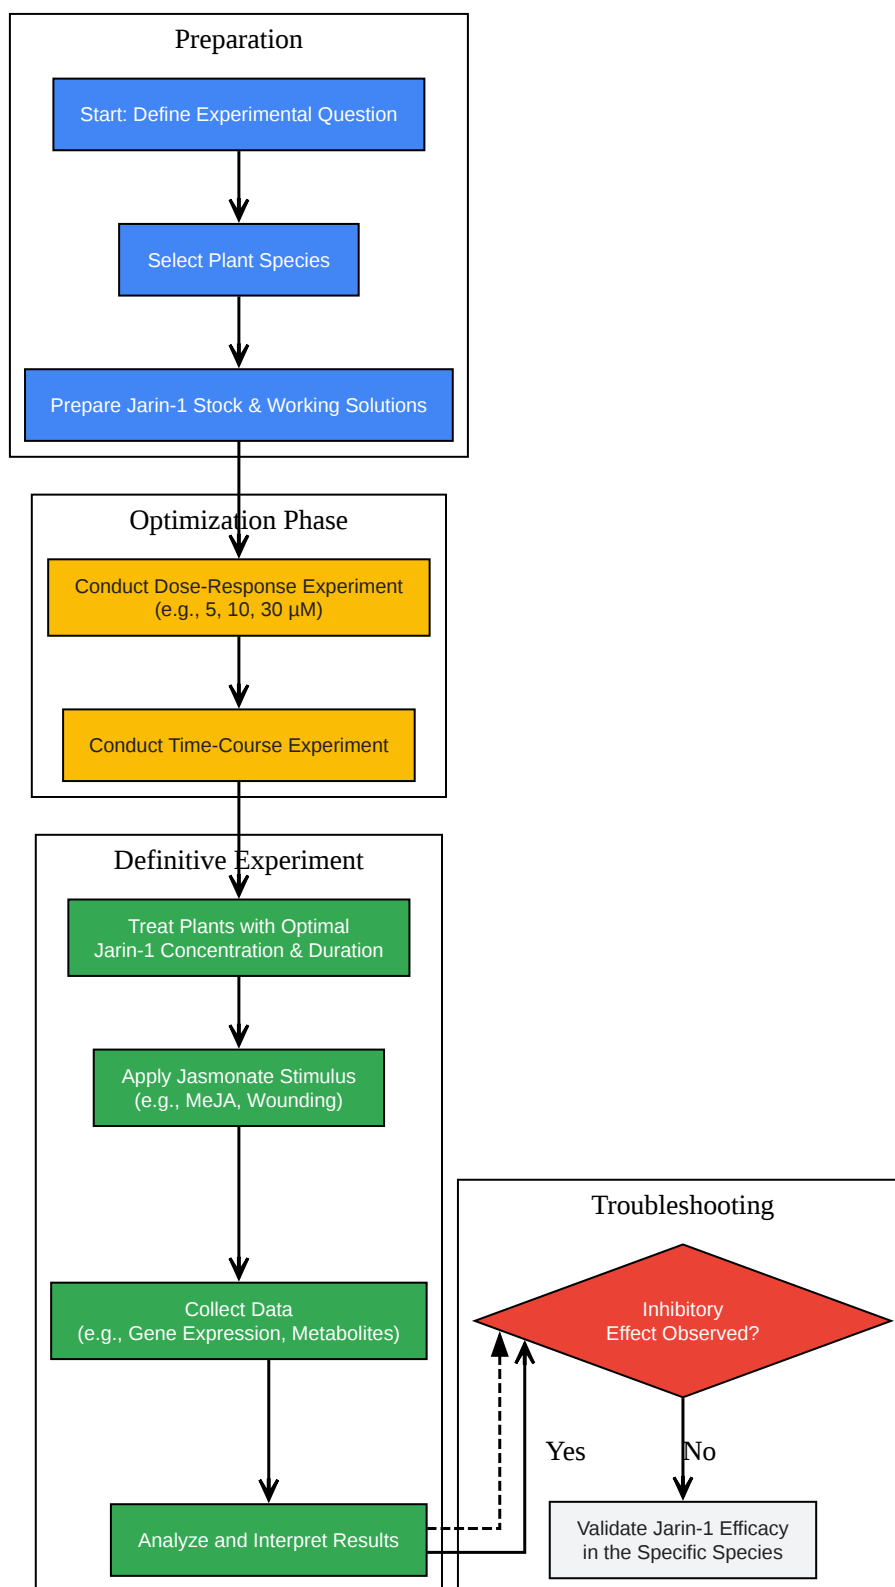 Preparation
Start: Define Experimental Question
Select Plant Species
Prepare Jarin-1 Stock & Working Solutions
Optimization Phase
Conduct Dose-Response Experiment
(e.g., 5, 10, 30 µM)
Conduct Time-Course Experiment
Definitive Experiment
Treat Plants with Optimal
Jarin-1 Concentration & Duration
Apply Jasmonate Stimulus
(e.g., MeJA, Wounding)
Collect Data
(e.g., Gene Expression, Metabolites)
Analyze and Interpret Results
Troubleshooting
Inhibitory
Effect Observed?
Yes
No
Validate Jarin-1 Efficacy
in the Specific Species